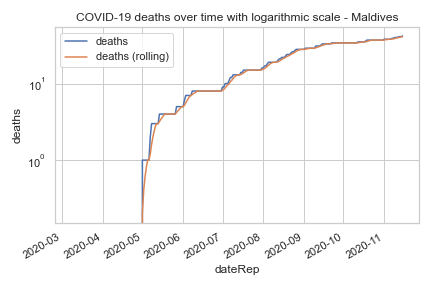 COVID-19 deaths over time with logarithmic scale - Maldives
deaths
deaths (rolling)
10¹
10⁰
deaths
2020-03
2020-04
2020-05
2020-06
2020-07
2020-08
2020-09
2020-10
2020-11
dateRep